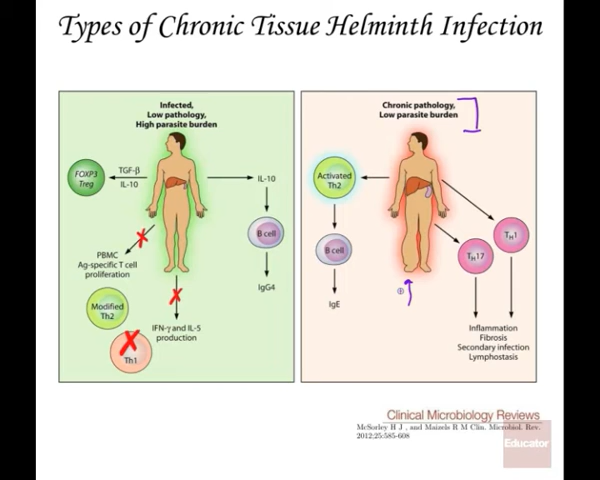 Types of Chronic Tissue Helminth Infection
Infected,
Low pathology,
High parasite burden
FOXP3
Treg
TGF-β
IL-10
IL-10
B cell
IgG4
PBMC
Ag-specific T cell
proliferation
Modified
Th2
Th1
IFN-γ and IL-5
production
Chronic pathology,
Low parasite burden
Activated
Th2
B cell
IgE
TH1
TH17
Inflammation
Fibrosis
Secondary infection
Lymphostasis
Clinical Microbiology Reviews
McSorley H J , and Maizels R M Clin. Microbiol. Rev.
2012;25:585-608
Educator